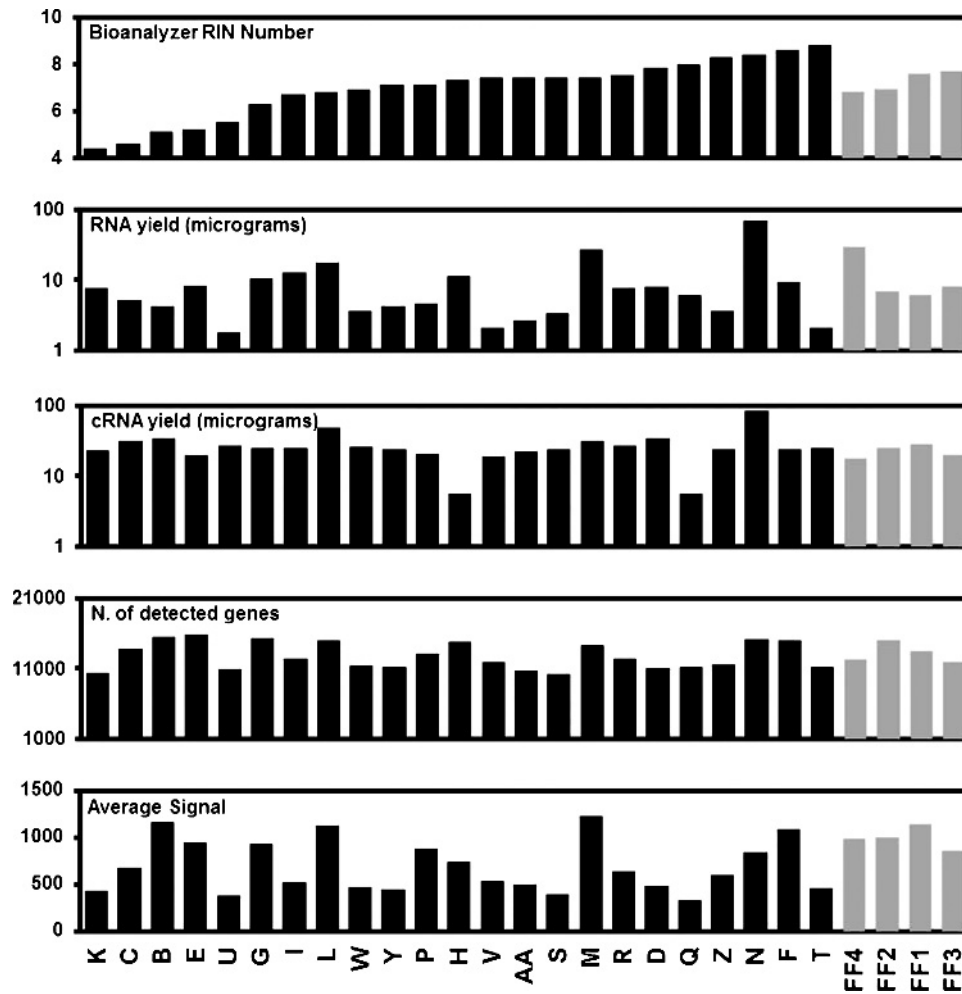 10
Bioanalyzer RIN Number
8
6
4
100
RNA yield (micrograms)
10
1
100
cRNA yield (micrograms)
10
1
21000
N. of detected genes
11000
1000
1500
Average Signal
1000
500
0
K C B E U G I L W Y P H V AA S M R D Q Z N F T FF4 FF2 FF1 FF3